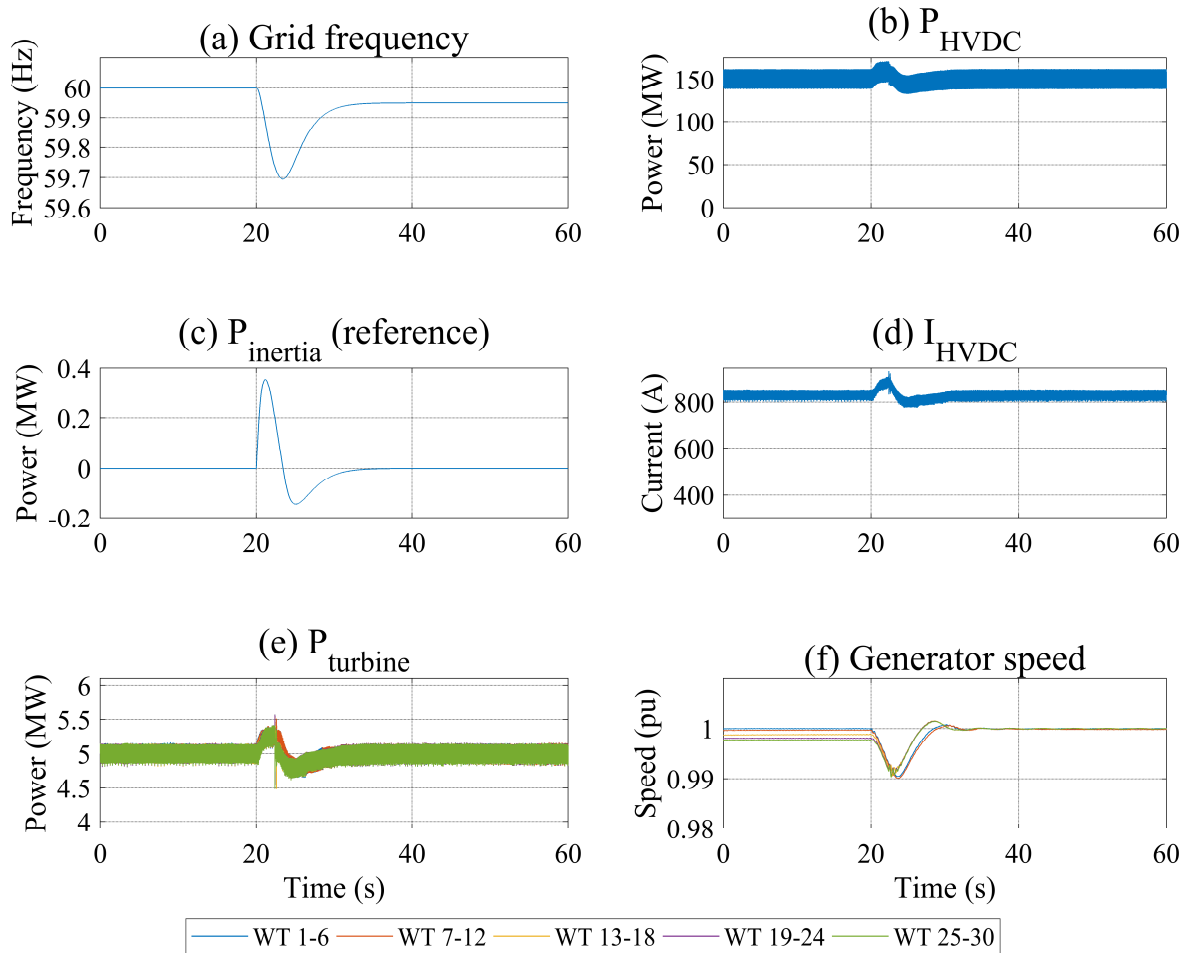 (a) Grid frequency
Frequency (Hz)
60
59.9
59.8
59.7
59.6
0 20 40 60
(b) P_HVDC
Power (MW)
150
100
50
0
0 20 40 60
(c) P_inertia (reference)
Power (MW)
0.4
0.2
0
-0.2
0 20 40 60
(d) I_HVDC
Current (A)
800
600
400
0 20 40 60
(e) P_turbine
Power (MW)
6
5.5
5
4.5
4
0 20 40 60
Time (s)
(f) Generator speed
Speed (pu)
1
0.99
0.98
0 20 40 60
Time (s)
WT 1-6 WT 7-12 WT 13-18 WT 19-24 WT 25-30